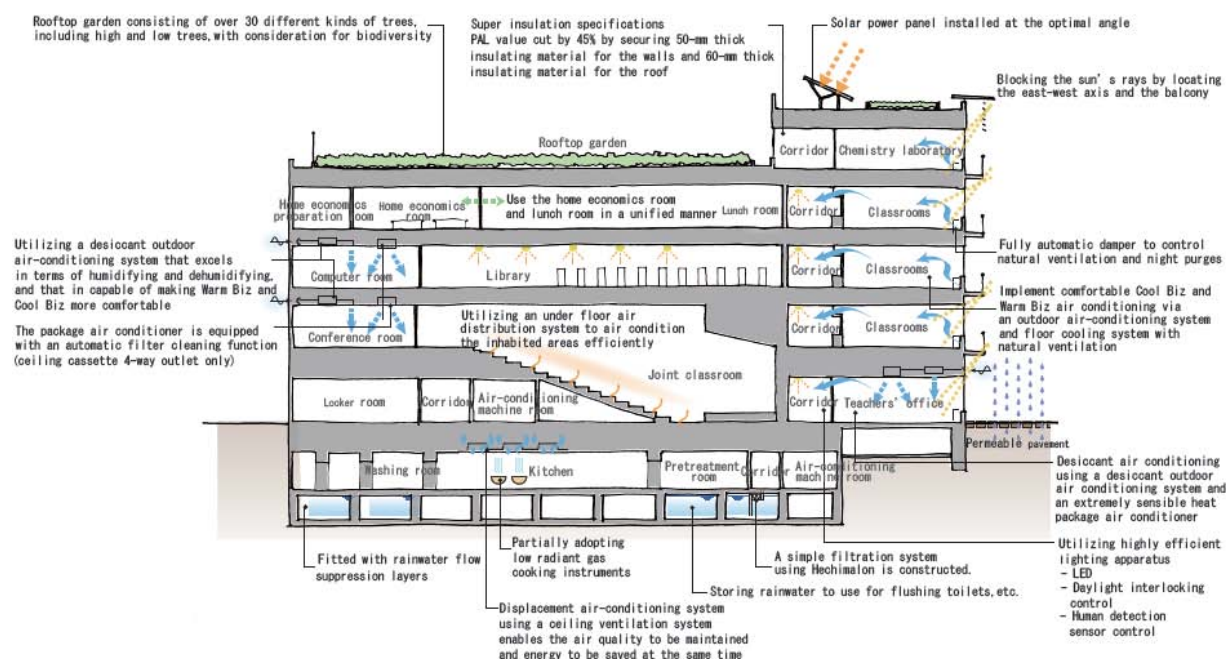 Rooftop garden consisting of over 30 different kinds of trees,
including high and low trees, with consideration for biodiversity
Super insulation specifications
PAL value cut by 45% by securing 50-mm thick
insulating material for the walls and 60-mm thick
insulating material for the roof
Solar power panel installed at the optimal angle
Blocking the sun's rays by locating
the east-west axis and the balcony
Rooftop garden
Corridor
Chemistry laboratory
Home economics
preparation room
Home economics
room
Use the home economics room
and lunch room in a unified manner
Lunch room
Corridor
Classrooms
Utilizing a desiccant outdoor
air-conditioning system that excels
in terms of humidifying and dehumidifying,
and that in capable of making Warm Biz and
Cool Biz more comfortable
Computer room
Library
Corridor
Classrooms
Fully automatic damper to control
natural ventilation and night purges
The package air conditioner is equipped
with an automatic filter cleaning function
(ceiling cassette 4-way outlet only)
Conference room
Utilizing an under floor air
distribution system to air condition
the inhabited areas efficiently
Corridor
Classrooms
Implement comfortable Cool Biz and
Warm Biz air conditioning via
an outdoor air-conditioning system
and floor cooling system with
natural ventilation
Joint classroom
Locker room
Corridor
Air-conditioning
machine room
Corridor
Teachers' office
Permeable pavement
Washing room
Kitchen
Pretreatment
room
Corridor
Air-conditioning
machine room
Desiccant air conditioning
using a desiccant outdoor
air conditioning system and
an extremely sensible heat
package air conditioner
Fitted with rainwater flow
suppression layers
Partially adopting
low radiant gas
cooking instruments
A simple filtration system
using Hechimalon is constructed.
Storing rainwater to use for flushing toilets, etc.
Displacement air-conditioning system
using a ceiling ventilation system
enables the air quality to be maintained
and energy to be saved at the same time
Utilizing highly efficient
lighting apparatus
- LED
- Daylight interlocking
control
- Human detection
sensor control